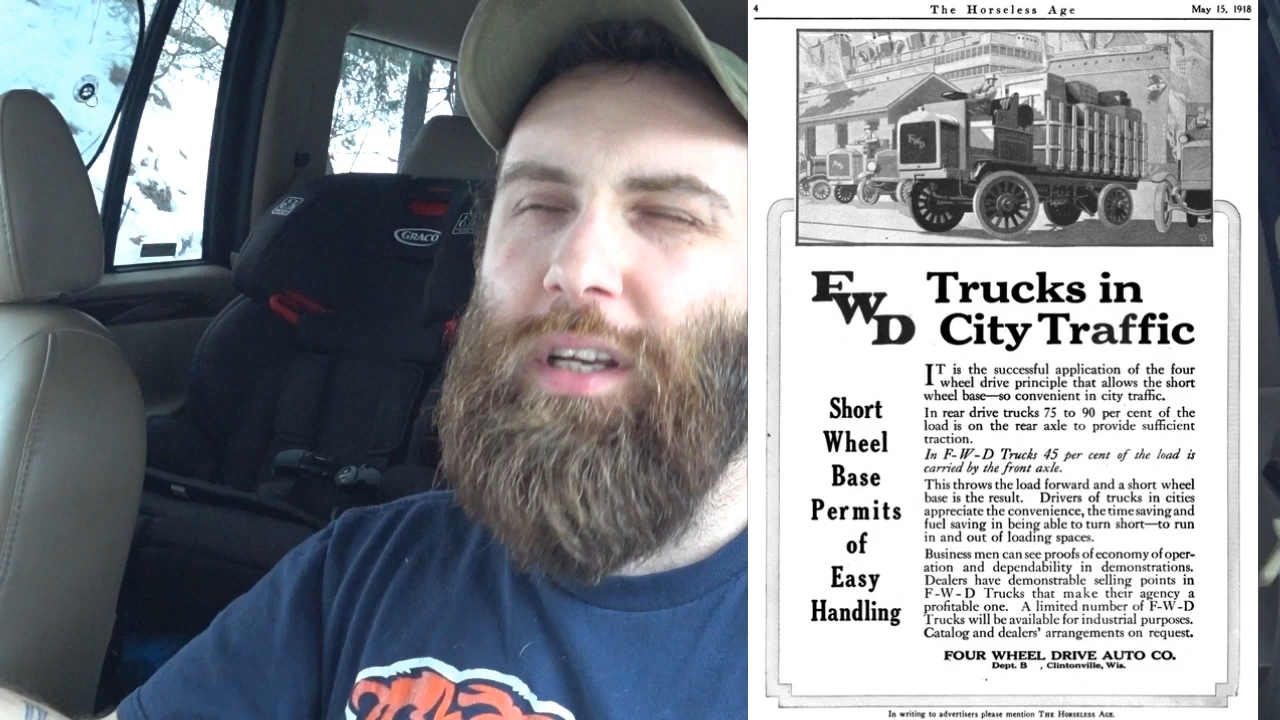 GRACO
4 The Horseless Age May 15, 1918
FWD
FWD
Trucks in
City Traffic
Short
Wheel
Base
Permits
of
Easy
Handling
IT is the successful application of the four
wheel drive principle that allows the short
wheel base—so convenient in city traffic.
In rear drive trucks 75 to 90 per cent of the
load is on the rear axle to provide sufficient
traction.
In F-W-D Trucks 45 per cent of the load is
carried by the front axle.
This throws the load forward and a short wheel
base is the result. Drivers of trucks in cities
appreciate the convenience, the time saving and
fuel saving in being able to turn short—to run
in and out of loading spaces.
Business men can see proofs of economy of oper-
ation and dependability in demonstrations.
Dealers have demonstrable selling points in
F-W-D Trucks that make their agency a
profitable one. A limited number of F-W-D
Trucks will be available for industrial purposes.
Catalog and dealers' arrangements on request.
FOUR WHEEL DRIVE AUTO CO.
Dept. B , Clintonville, Wis.
In writing to advertisers please mention THE HORSELESS AGE.